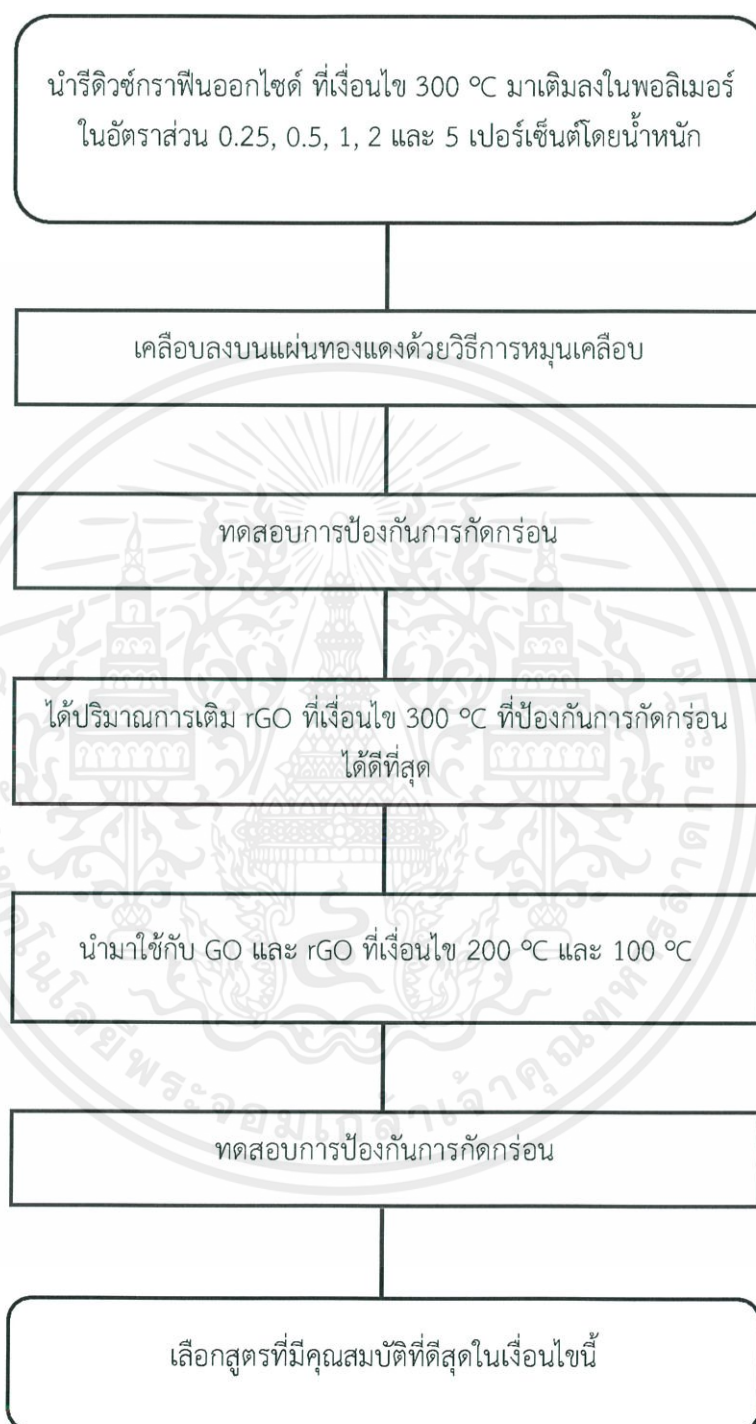 นำรีดิวซ์กราฟีนออกไซด์ ที่เงื่อนไข 300 °C มาเติมลงในพอลิเมอร์
ในอัตราส่วน 0.25, 0.5, 1, 2 และ 5 เปอร์เซ็นต์โดยน้ำหนัก
เคลือบลงบนแผ่นทองแดงด้วยวิธีการหมุนเคลือบ
ทดสอบการป้องกันการกัดกร่อน
ได้ปริมาณการเติม rGO ที่เงื่อนไข 300 °C ที่ป้องกันการกัดกร่อน
ได้ดีที่สุด
นำมาใช้กับ GO และ rGO ที่เงื่อนไข 200 °C และ 100 °C
ทดสอบการป้องกันการกัดกร่อน
เลือกสูตรที่มีคุณสมบัติที่ดีสุดในเงื่อนไขนี้